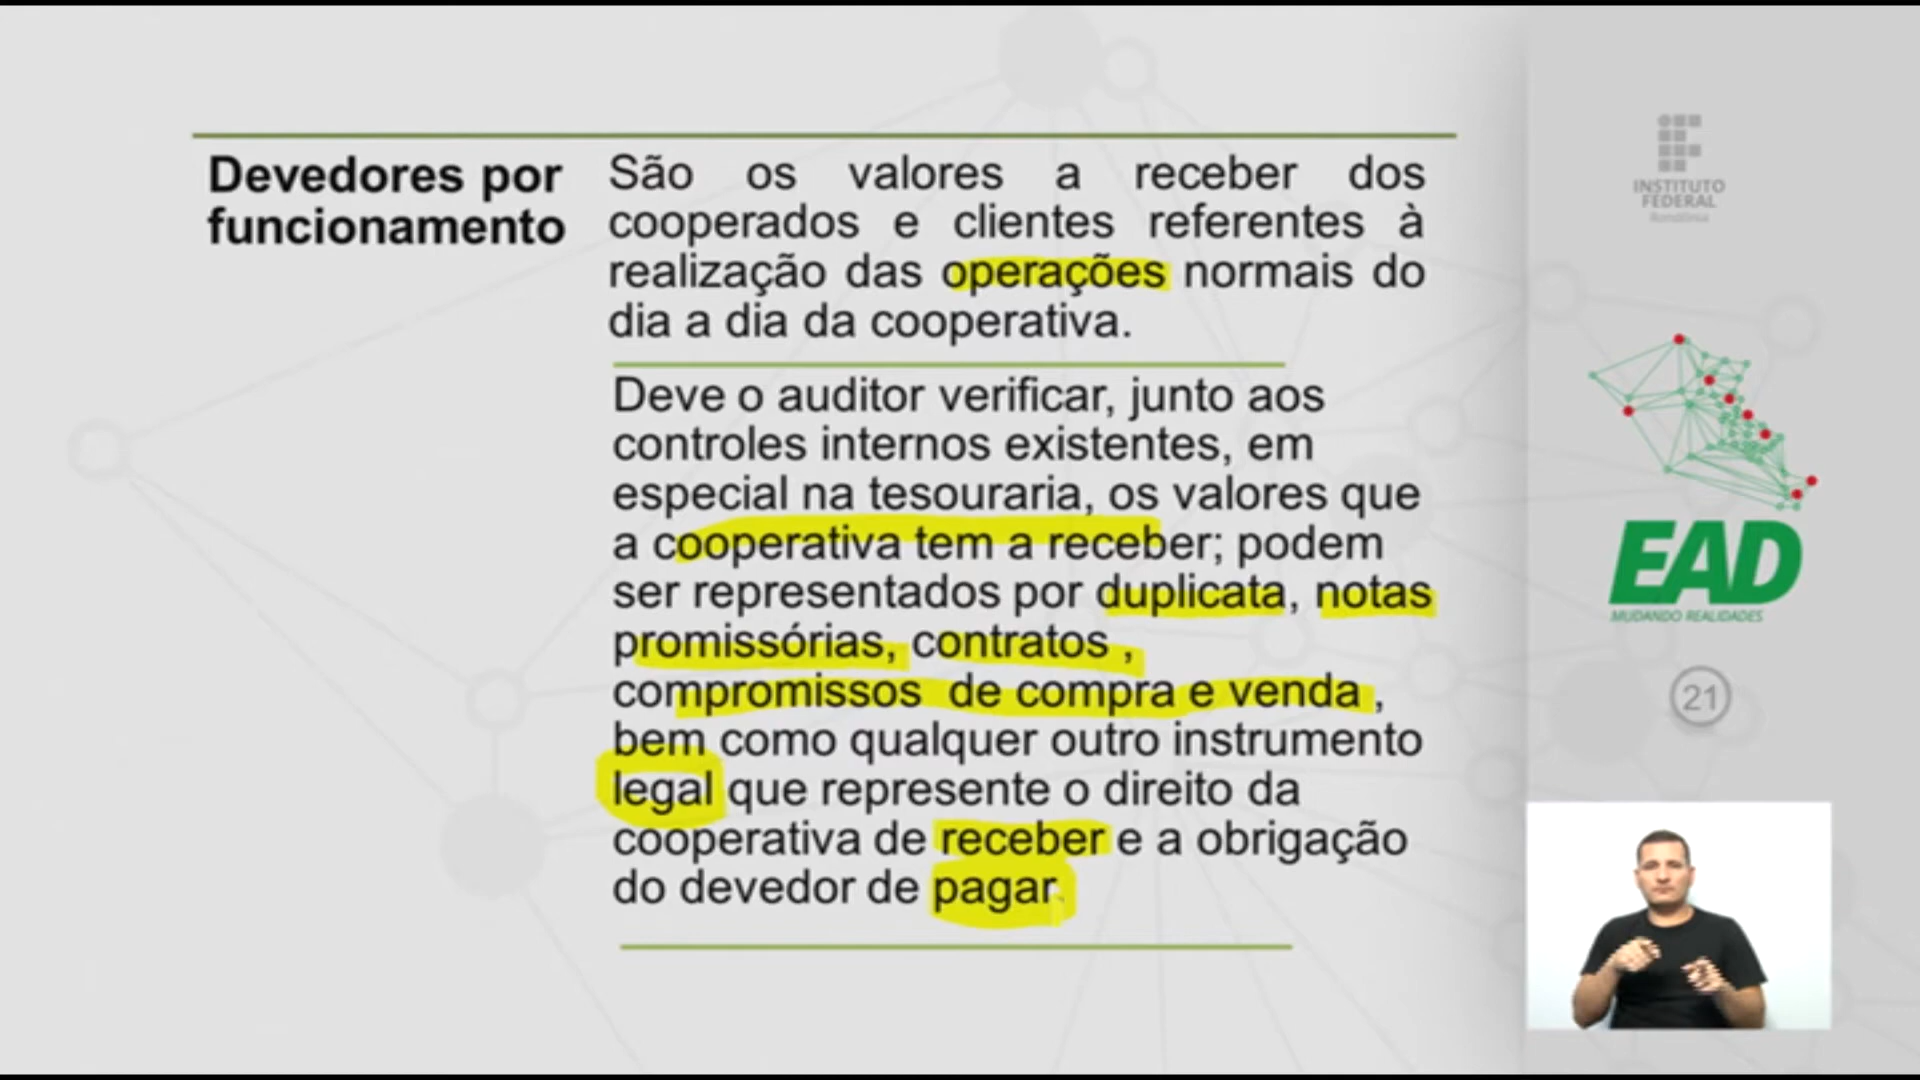 Devedores por
funcionamento
São os valores a receber dos
cooperados e clientes referentes à
realização das operações normais do
dia a dia da cooperativa.
Deve o auditor verificar, junto aos
controles internos existentes, em
especial na tesouraria, os valores que
a cooperativa tem a receber; podem
ser representados por duplicata, notas
promissórias, contratos ,
compromissos de compra e venda ,
bem como qualquer outro instrumento
legal que represente o direito da
cooperativa de receber e a obrigação
do devedor de pagar.
INSTITUTO
FEDERAL
Rondônia
EAD
MUDANDO REALIDADES
21